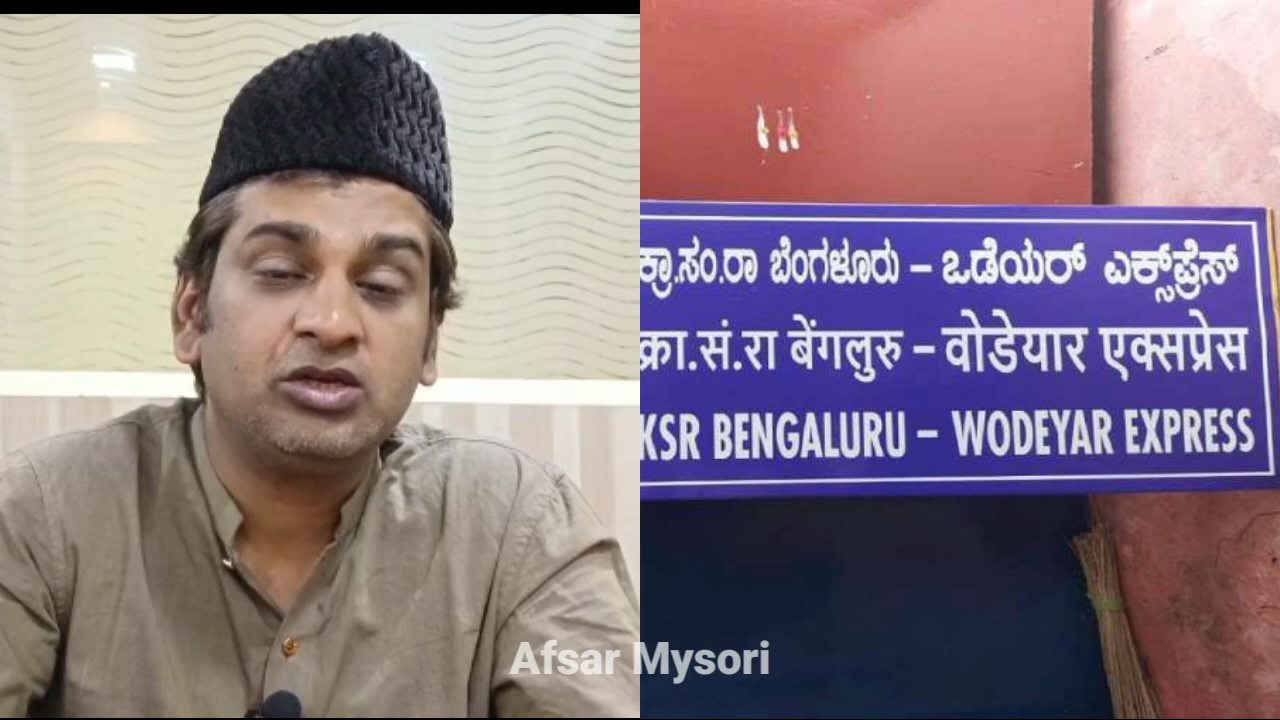 ಕ್ರಾ.ಸಂ.ರಾ ಬೆಂಗಳೂರು – ಒಡೆಯರ್ ಎಕ್ಸ್‌ಪ್ರೆಸ್
क्रा.सं.रा बेंगलुरु – वोडेयार एक्सप्रेस
KSR BENGALURU – WODEYAR EXPRESS
Afsar Mysori